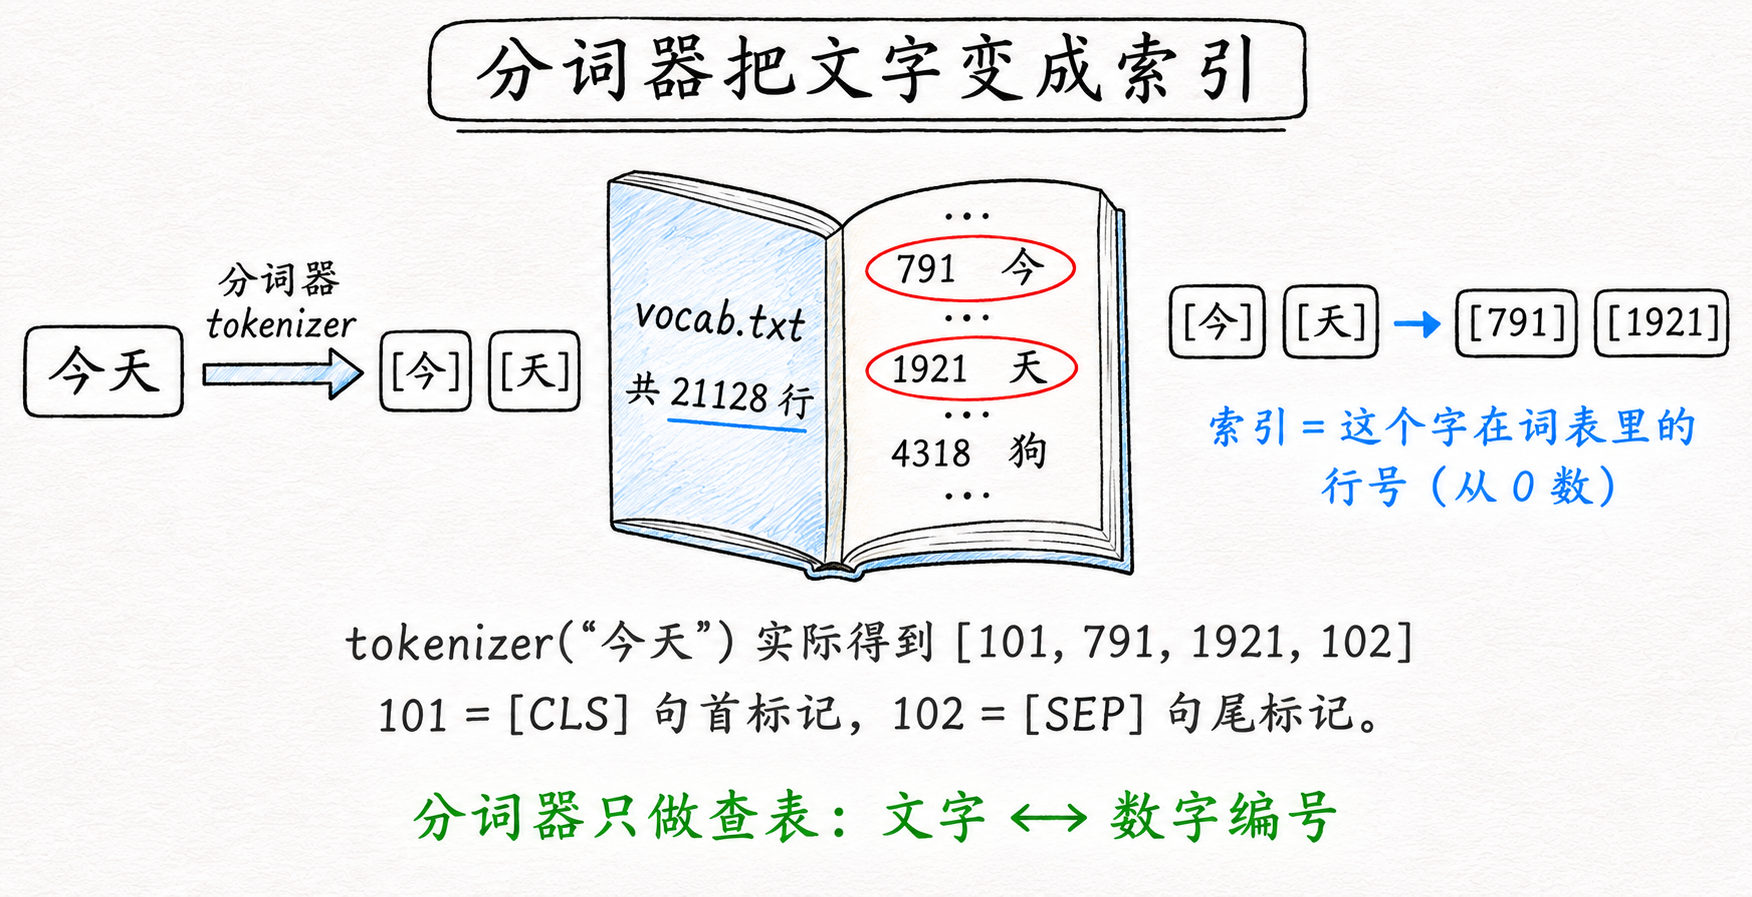 分词器把文字变成索引
今天
分词器
tokenizer
[今] [天]
vocab.txt
共 21128 行
...
791 今
...
1921 天
...
4318 狗
...
[今] [天] → [791] [1921]
索引 = 这个字在词表里的
行号（从 0 数）
tokenizer(“今天”) 实际得到 [101, 791, 1921, 102]
101 = [CLS] 句首标记，102 = [SEP] 句尾标记。
分词器只做查表：文字 ↔ 数字编号